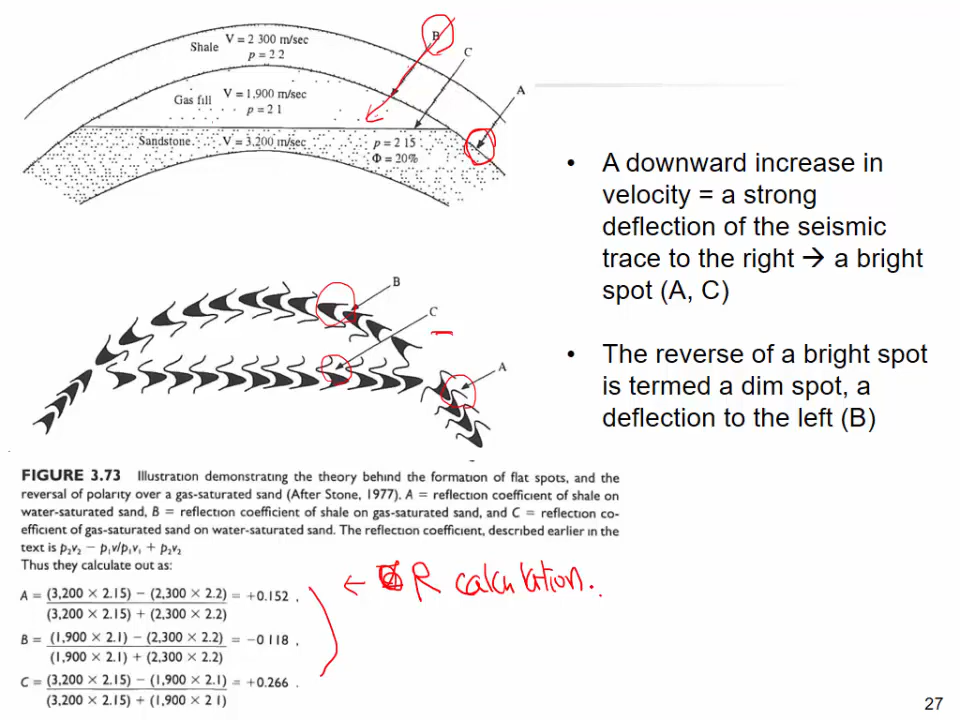 Shale V = 2 300 m/sec
p = 2 2
Gas fill V = 1,900 m/sec
p = 2 1
Sandstone V = 3,200 m/sec p = 2 15
Φ = 20%
B
C
A
B
C
A
• A downward increase in
velocity = a strong
deflection of the seismic
trace to the right → a bright
spot (A, C)
• The reverse of a bright spot
is termed a dim spot, a
deflection to the left (B)
FIGURE 3.73 Illustration demonstrating the theory behind the formation of flat spots, and the
reversal of polarity over a gas-saturated sand (After Stone, 1977). A = reflection coefficient of shale on
water-saturated sand, B = reflection coefficient of shale on gas-saturated sand, and C = reflection co-
efficient of gas-saturated sand on water-saturated sand. The reflection coefficient, described earlier in the
text is p₂v₂ − p₁v/p₁v₁ + p₂v₂
Thus they calculate out as:
A = (3,200 × 2.15) − (2,300 × 2.2) = +0.152 ,
(3,200 × 2.15) + (2,300 × 2.2)
B = (1,900 × 2.1) − (2,300 × 2.2) = −0 118 ,
(1,900 × 2.1) + (2,300 × 2.2)
C = (3,200 × 2.15) − (1,900 × 2.1) = +0.266 .
(3,200 × 2.15) + (1,900 × 2 1)
← R calculation.
27